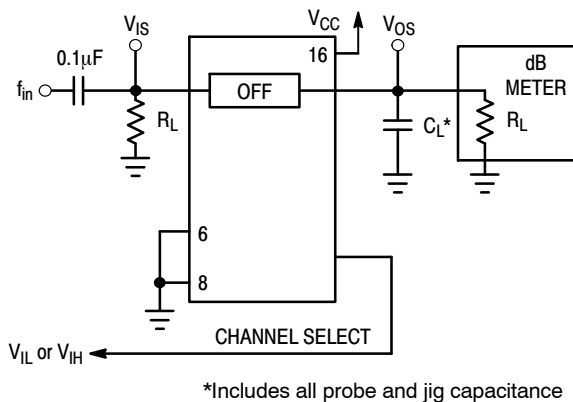 V_IS
V_CC
V_OS
0.1µF
16
dB
METER
f_in
OFF
R_L
C_L*
R_L
6
8
CHANNEL SELECT
V_IL or V_IH
*Includes all probe and jig capacitance